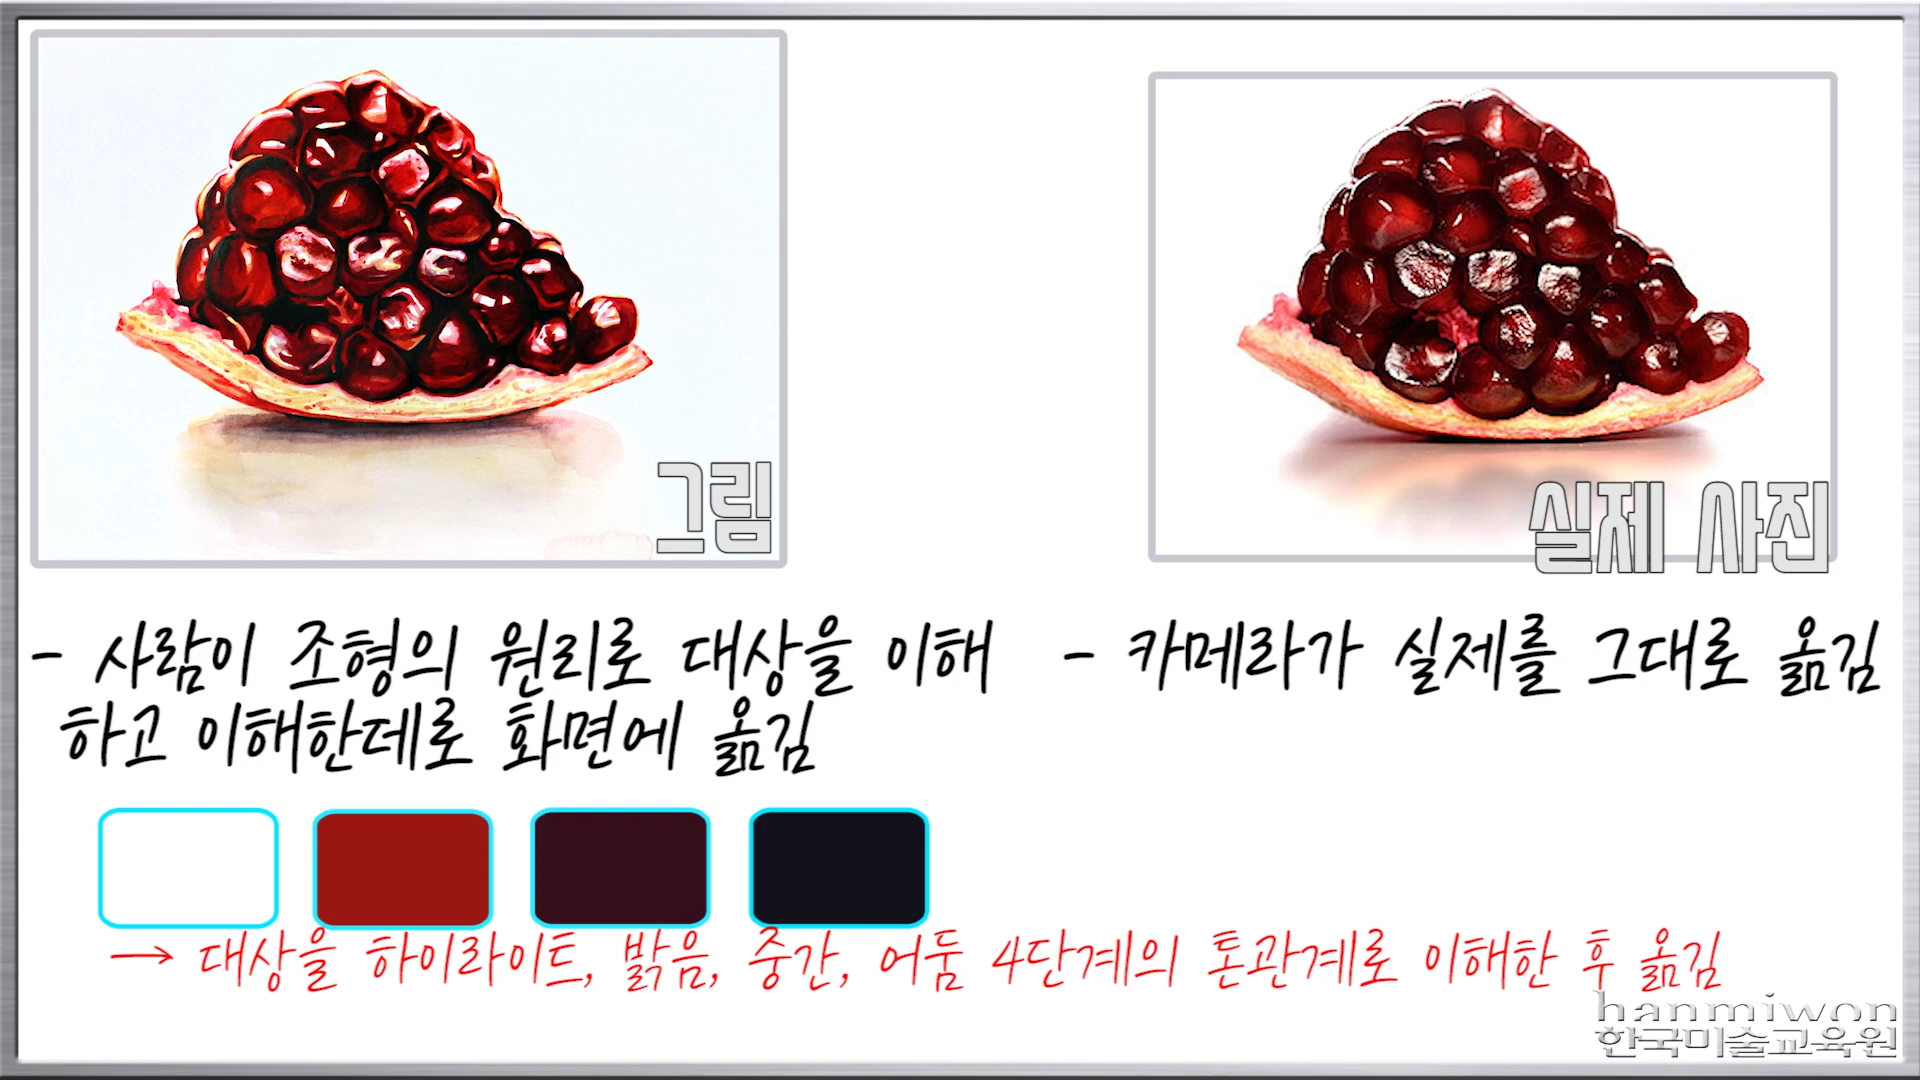 그림
실제 사진
- 사람이 조형의 원리로 대상을 이해
하고 이해한데로 화면에 옮김
- 카메라가 실제를 그대로 옮김
→ 대상을 하이라이트, 밝음, 중간, 어둠 4단계의 톤관계로 이해한 후 옮김
hanmiwon
한국미술교육원